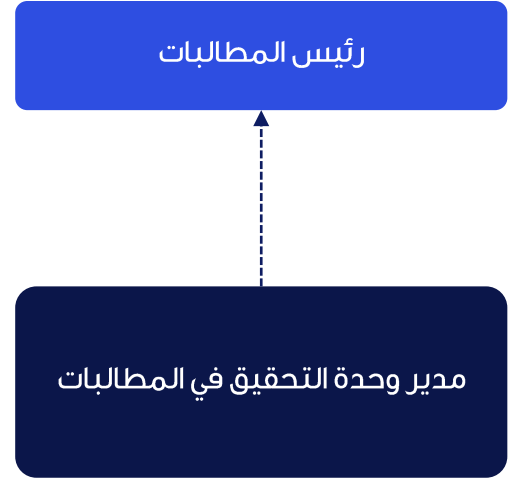 رئيس المطالبات
مدير وحدة التحقيق في المطالبات